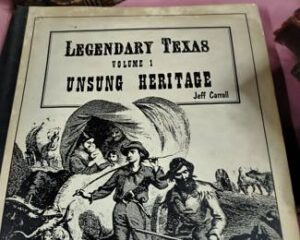 LEGENDARY TEXAS
VOLUME 1
UNSUNG HERITAGE
Jeff Carroll